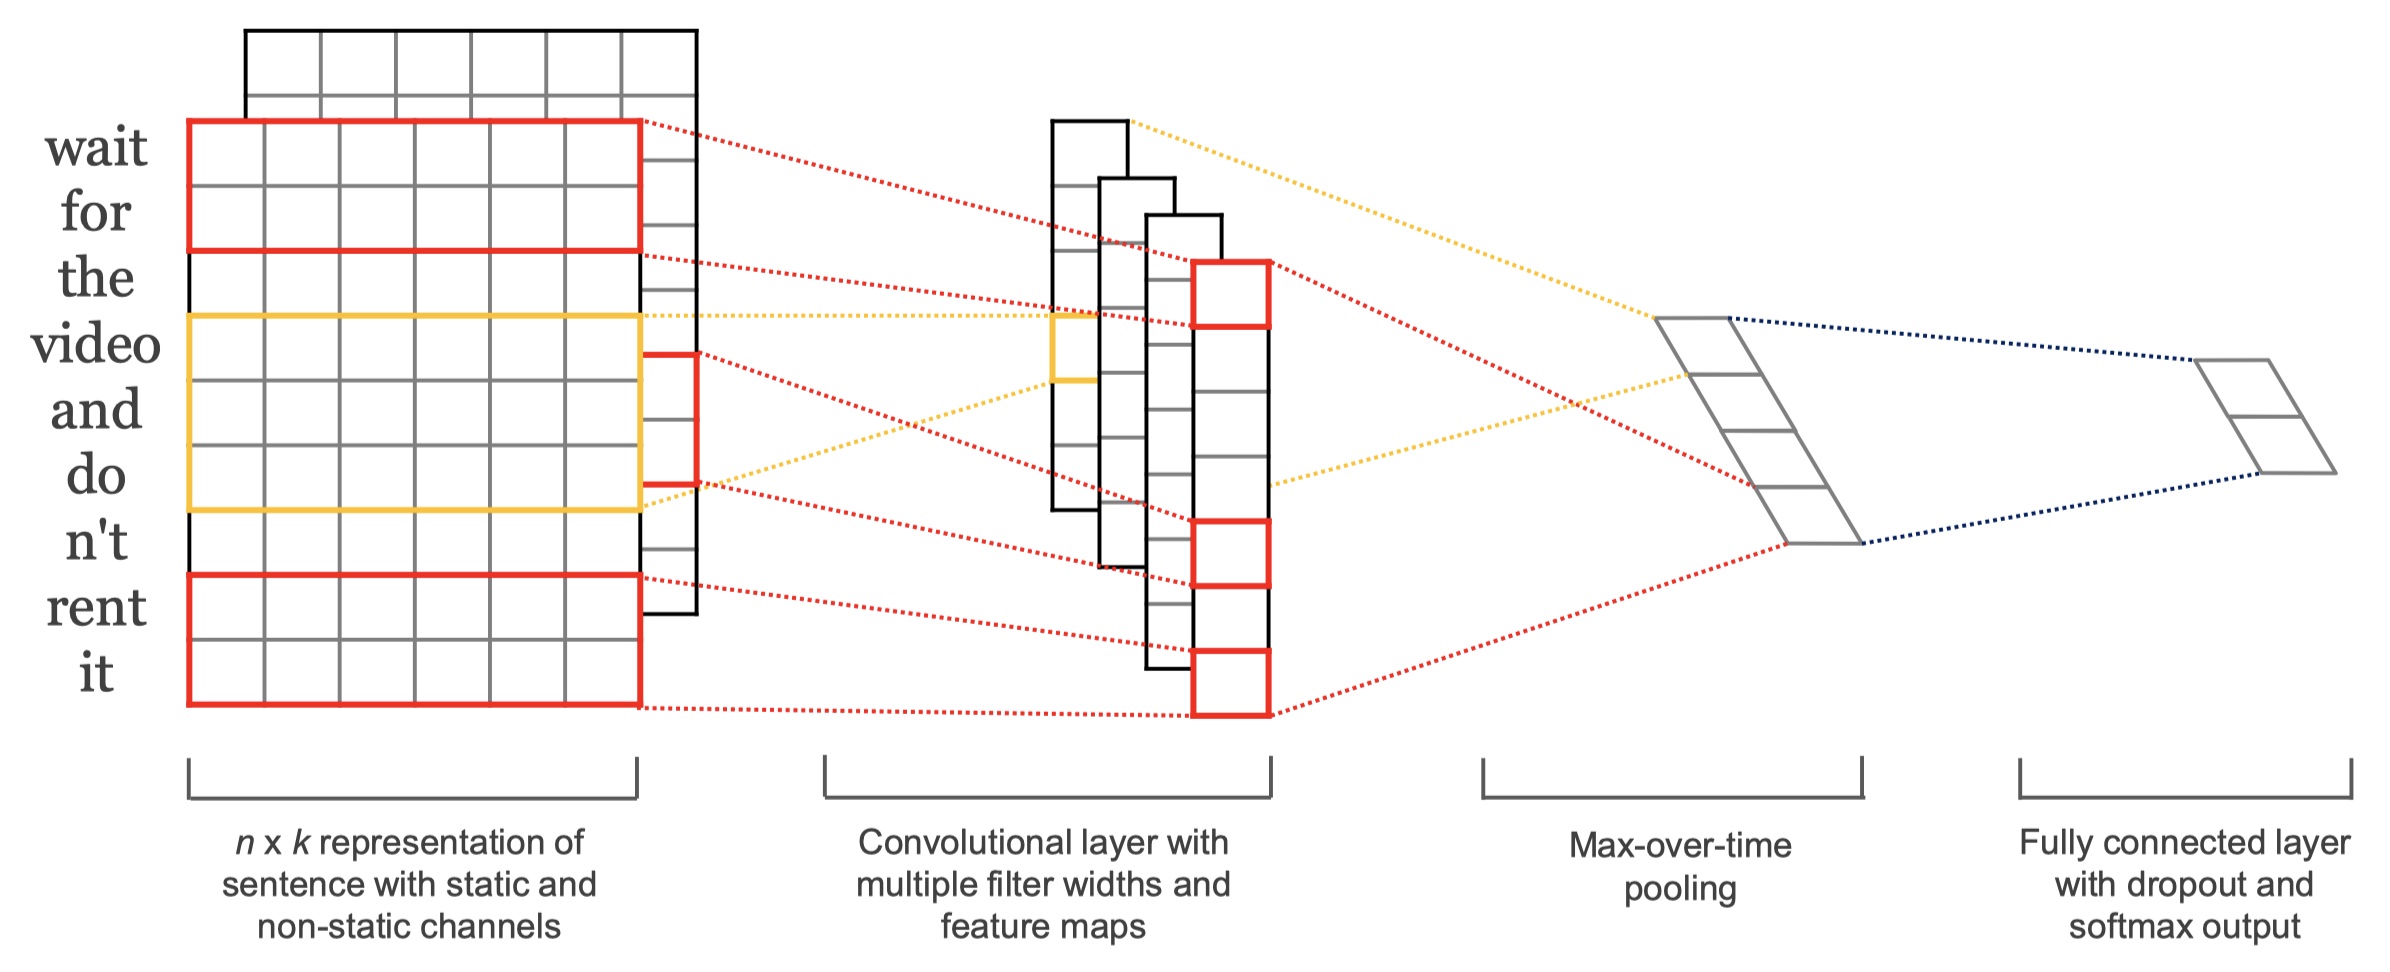 wait
for
the
video
and
do
n't
rent
it
n x k representation of
sentence with static and
non-static channels
Convolutional layer with
multiple filter widths and
feature maps
Max-over-time
pooling
Fully connected layer
with dropout and
softmax output